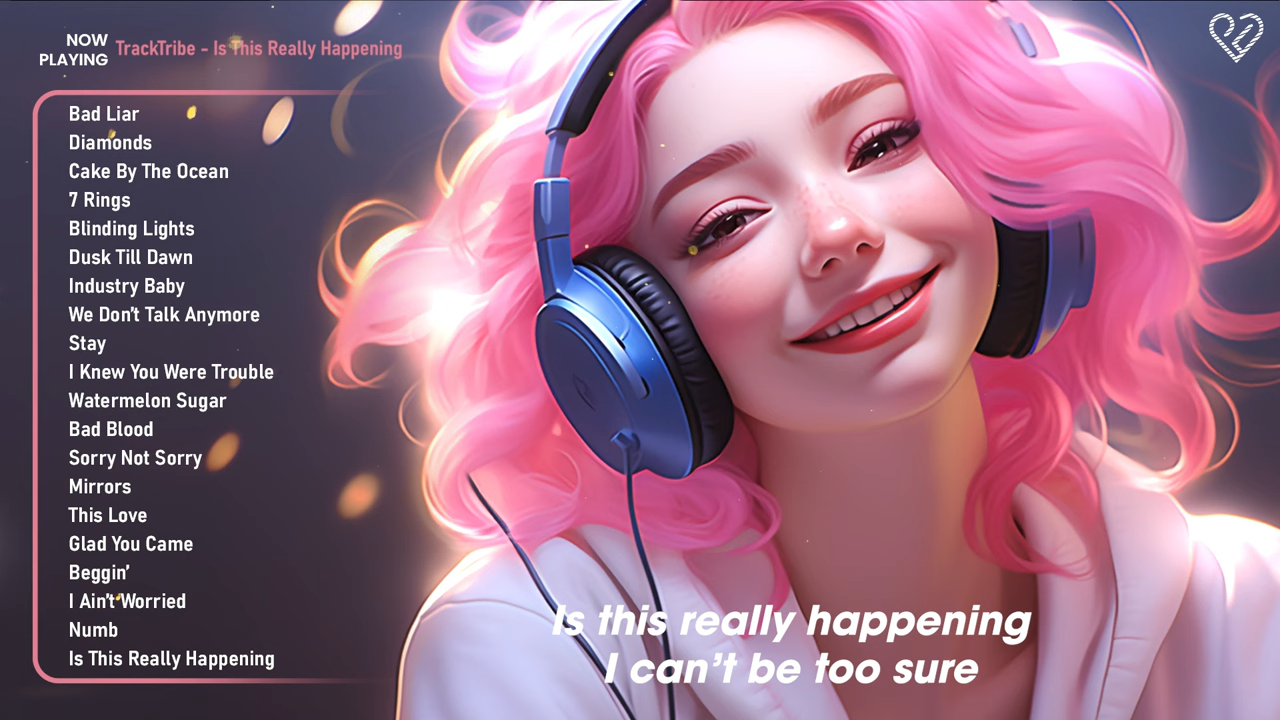 NOW
PLAYING
TrackTribe - Is This Really Happening
Bad Liar
Diamonds
Cake By The Ocean
7 Rings
Blinding Lights
Dusk Till Dawn
Industry Baby
We Don't Talk Anymore
Stay
I Knew You Were Trouble
Watermelon Sugar
Bad Blood
Sorry Not Sorry
Mirrors
This Love
Glad You Came
Beggin'
I Ain't Worried
Numb
Is This Really Happening
Is this really happening
I can't be too sure